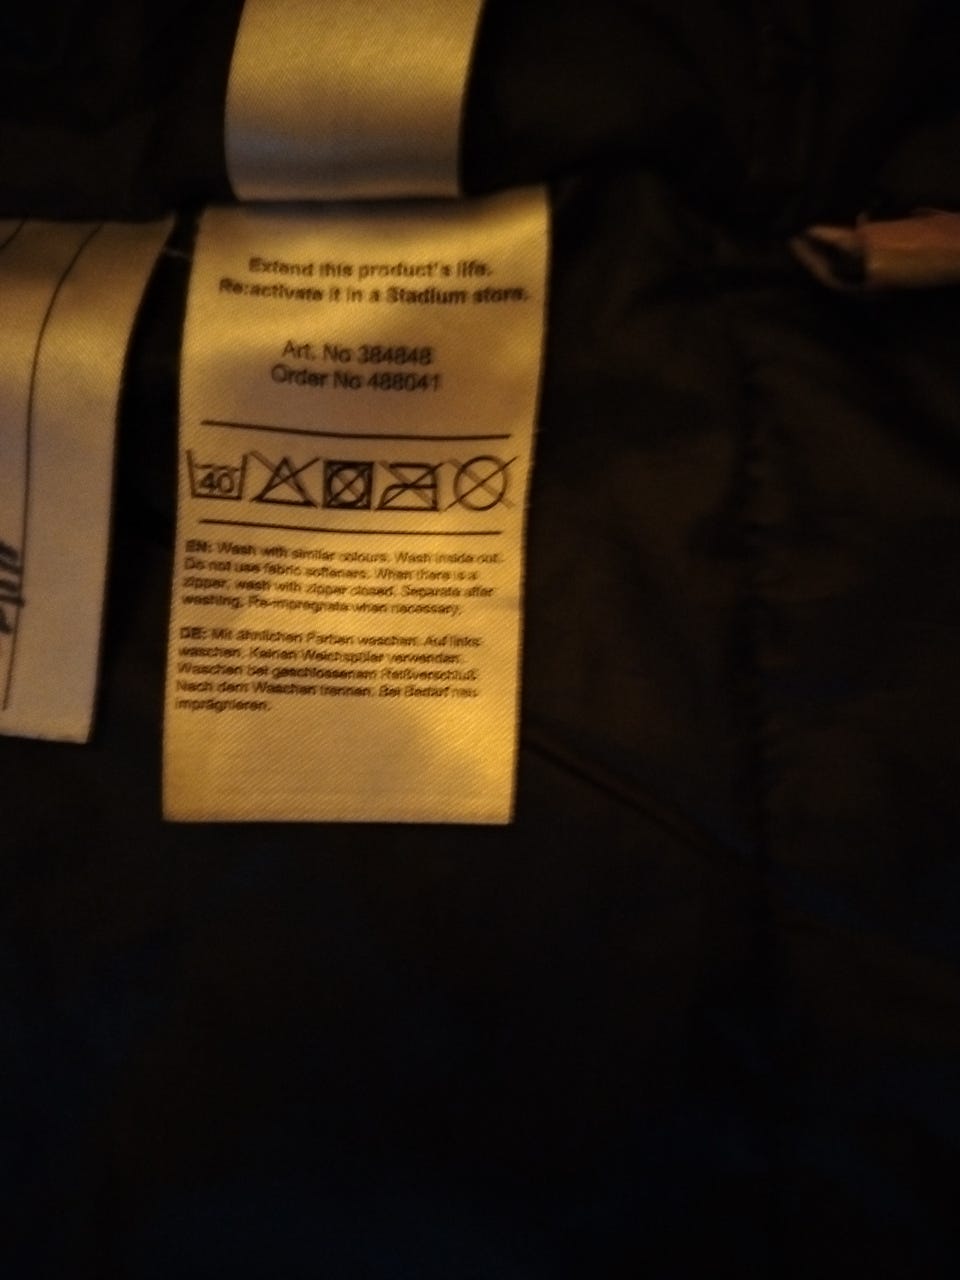 Extend this product's life.
Re:activate it in a Stadium store.
Art. No 384848
Order No 488041
40
EN: Wash with similar colours. Wash inside out.
Do not use fabric softeners. When there is a
zipper, wash with zipper closed. Separate after
washing. Re-impregnate when necessary.
DE: Mit ähnlichen Farben waschen. Auf links
waschen. Keinen Weichspüler verwenden.
Waschen bei geschlossenem Reißverschluß.
Nach dem Waschen trennen. Bei Bedarf neu
imprägnieren.